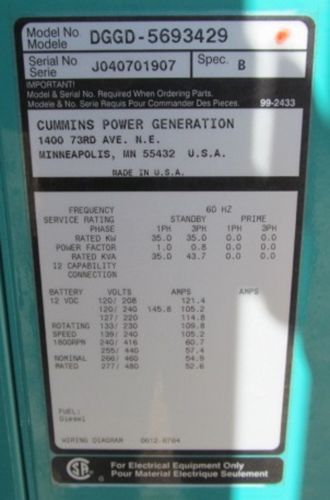 Model No. DGGD-5693429
Modele
Serial No J040701907 Spec. B
Serie
IMPORTANT!
Model & Serial No. Required When Ordering Parts.
Modele & No. Serie Requis Pour Commander Des Pieces. 99-2433
CUMMINS POWER GENERATION
1400 73RD AVE. N.E.
MINNEAPOLIS, MN 55432 U.S.A.
MADE IN U.S.A.
FREQUENCY 60 HZ
SERVICE RATING STANDBY PRIME
PHASE 1PH 3PH 1PH 3PH
RATED KW 35.0 35.0 0.0 0.0
POWER FACTOR 1.0 0.8 0.0 0.0
RATED KVA 35.0 43.7 0.0 0.0
I2 CAPABILITY
CONNECTION
BATTERY VOLTS AMPS AMPS
12 VDC 120/ 208 121.4
120/ 240 145.8 105.2
127/ 220 114.8
ROTATING 133/ 230 109.8
SPEED 139/ 240 105.2
1800RPM 240/ 416 60.7
255/ 440 57.4
NOMINAL 266/ 460 54.9
RATED 277/ 480 52.6
FUEL:
Diesel
WIRING DIAGRAM 0612-6764
For Electrical Equipment Only
Pour Material Electrique Seulement